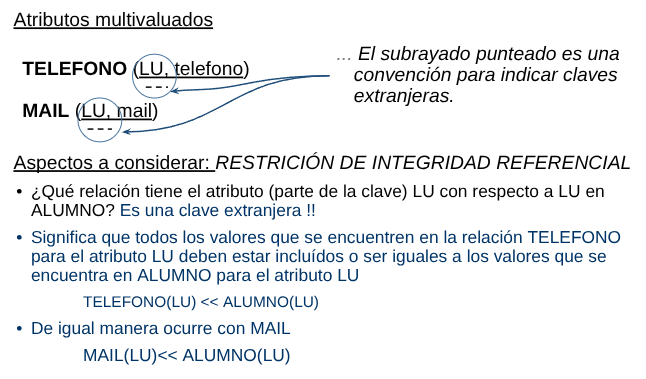 Atributos multivaluados
... El subrayado punteado es una
convención para indicar claves
extranjeras.
TELEFONO (LU, telefono)
MAIL (LU, mail)
Aspectos a considerar: RESTRICIÓN DE INTEGRIDAD REFERENCIAL
• ¿Qué relación tiene el atributo (parte de la clave) LU con respecto a LU en
ALUMNO? Es una clave extranjera !!
• Significa que todos los valores que se encuentren en la relación TELEFONO
para el atributo LU deben estar incluídos o ser iguales a los valores que se
encuentra en ALUMNO para el atributo LU
TELEFONO(LU) << ALUMNO(LU)
• De igual manera ocurre con MAIL
MAIL(LU)<< ALUMNO(LU)